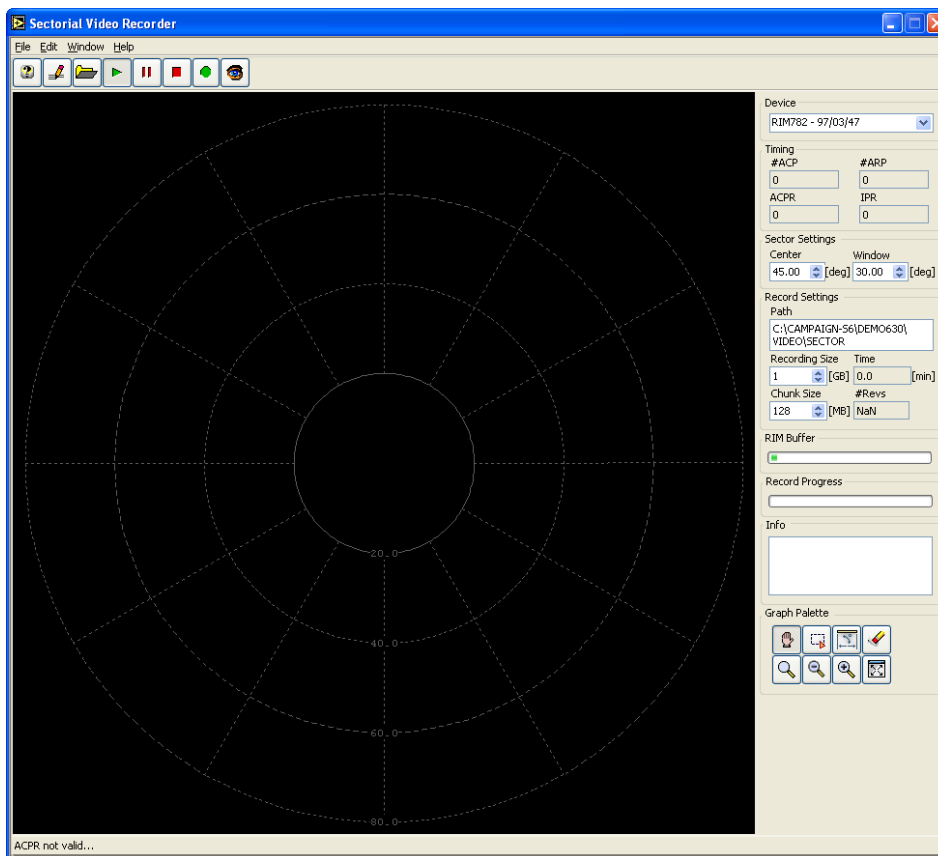 Sectorial Video Recorder
File Edit Window Help
Device
RIM782 - 97/03/47
Timing
#ACP #ARP
0 0
ACPR IPR
0 0
Sector Settings
Center Window
45.00 [deg] 30.00 [deg]
Record Settings
Path
C:\CAMPAIGN-S6\DEMO630\
VIDEO\SECTOR
Recording Size Time
1 [GB] 0.0 [min]
Chunk Size #Revs
128 [MB] NaN
RIM Buffer
Record Progress
Info
20.0
Graph Palette
40.0
60.0
80.0
ACPR not valid...